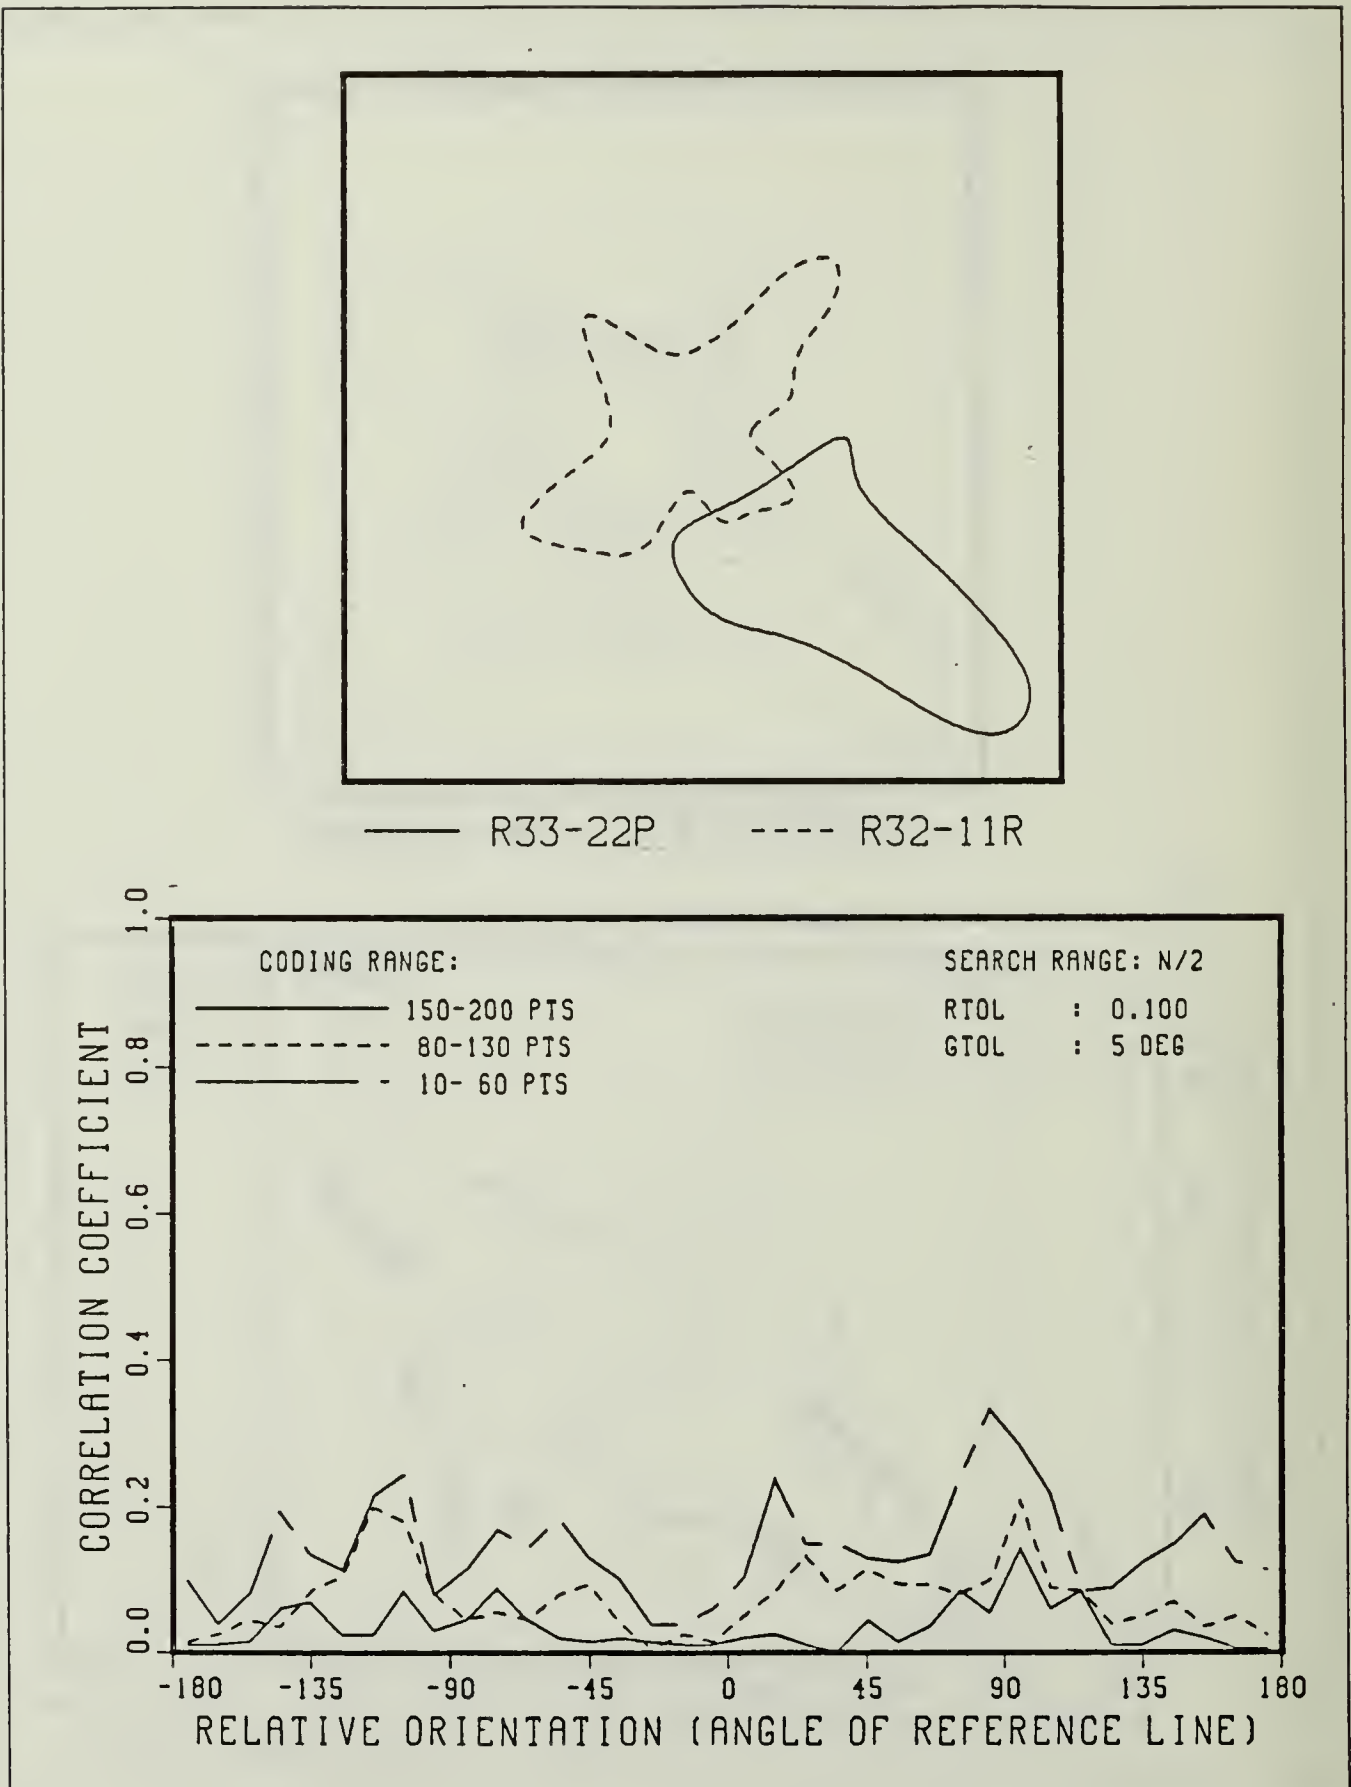 R33-22P R32-11R
1.0
CODING RANGE: SEARCH RANGE: N/2
150-200 PTS RTOL : 0.100
80-130 PTS GTOL : 5 DEG
10- 60 PTS
0.8
0.6
0.4
0.2
0.0
CORRELATION COEFFICIENT
-180 -135 -90 -45 0 45 90 135 180
RELATIVE ORIENTATION (ANGLE OF REFERENCE LINE)